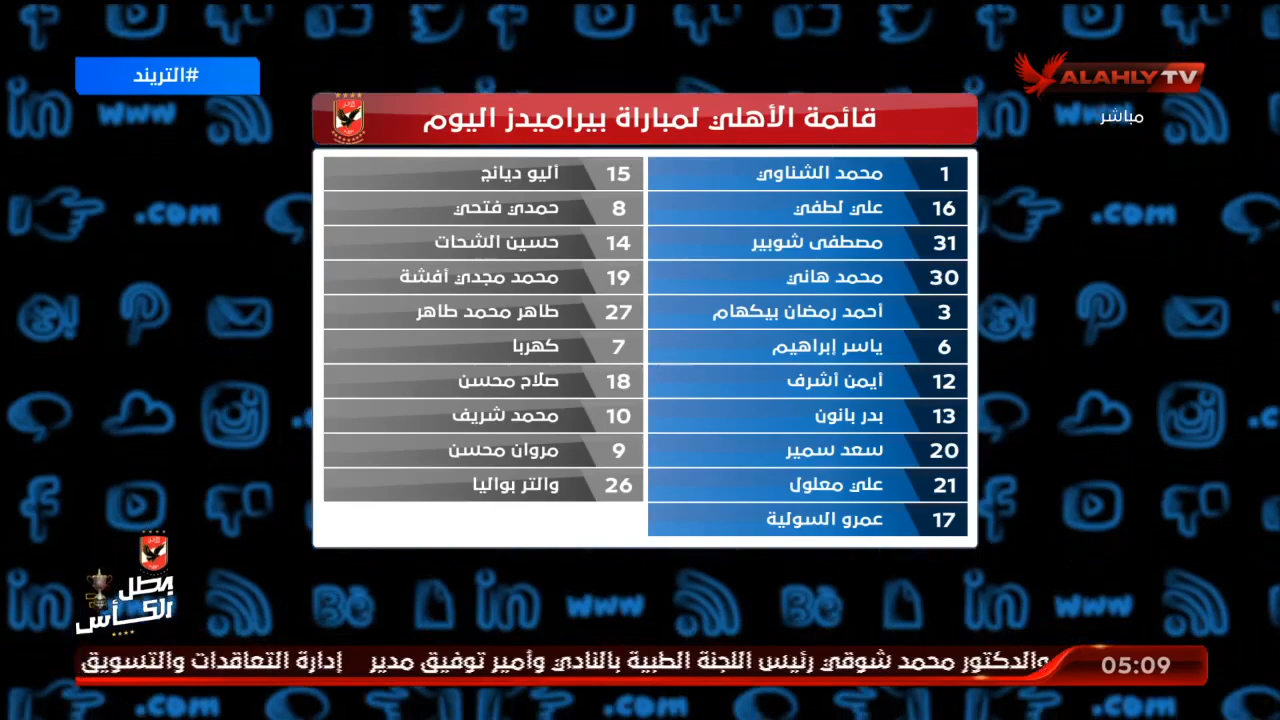 #التريند
ALAHLY TV
مباشر
قائمة الأهلي لمباراة بيراميدز اليوم
1 محمد الشناوي
16 علي لطفي
31 مصطفى شوبير
30 محمد هاني
3 أحمد رمضان بيكهام
6 ياسر إبراهيم
12 أيمن أشرف
13 بدر بانون
20 سعد سمير
21 علي معلول
17 عمرو السولية
15 أليو ديانج
8 حمدي فتحي
14 حسين الشحات
19 محمد مجدي أفشة
27 طاهر محمد طاهر
7 كهربا
18 صلاح محسن
10 محمد شريف
9 مروان محسن
26 والتر بواليا
بطل
الكأس
والدكتور محمد شوقي رئيس اللجنة الطبية بالنادي وأمير توفيق مدير إدارة التعاقدات والتسويق
05:09